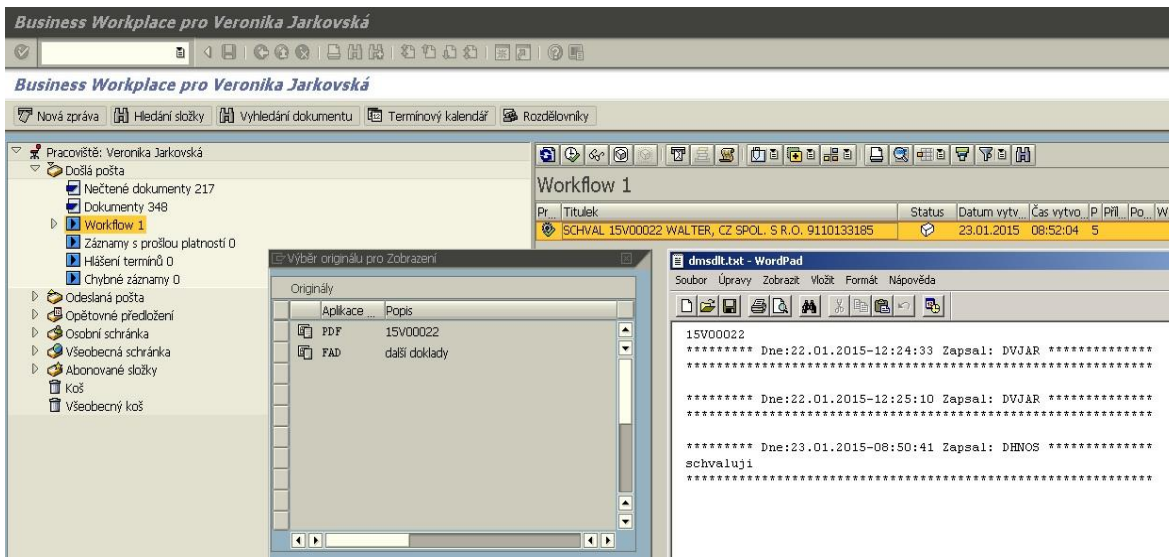 Business Workplace pro Veronika Jarkovská
Business Workplace pro Veronika Jarkovská
Nová zpráva Hledání složky Vyhledání dokumentu Termínový kalendář Rozdělovníky
Pracoviště: Veronika Jarkovská
Došlá pošta
Nečtené dokumenty 217
Dokumenty 348
Workflow 1
Záznamy s prošlou platností 0
Hlášení termínů 0
Chybné záznamy 0
Odeslaná pošta
Opětovné předložení
Osobní schránka
Všeobecná schránka
Abonované složky
Koš
Všeobecný koš
Workflow 1
Pr... Titulek Status Datum vytv... Čas vytvo... P Příl... Po... W
SCHVAL 15V00022 WALTER, CZ SPOL. S R.O. 9110133185 23.01.2015 08:52:04 5
Výběr originálu pro Zobrazení
Originály
Aplikace ... Popis
PDF 15V00022
FAD další doklady
dmsdlt.txt - WordPad
Soubor Úpravy Zobrazit Vložit Formát Nápověda
15V00022
********* Dne:22.01.2015-12:24:33 Zapsal: DVJAR **************
***************************************************************
********* Dne:22.01.2015-12:25:10 Zapsal: DVJAR **************
***************************************************************
********* Dne:23.01.2015-08:50:41 Zapsal: DHNOS **************
schvaluji
***************************************************************